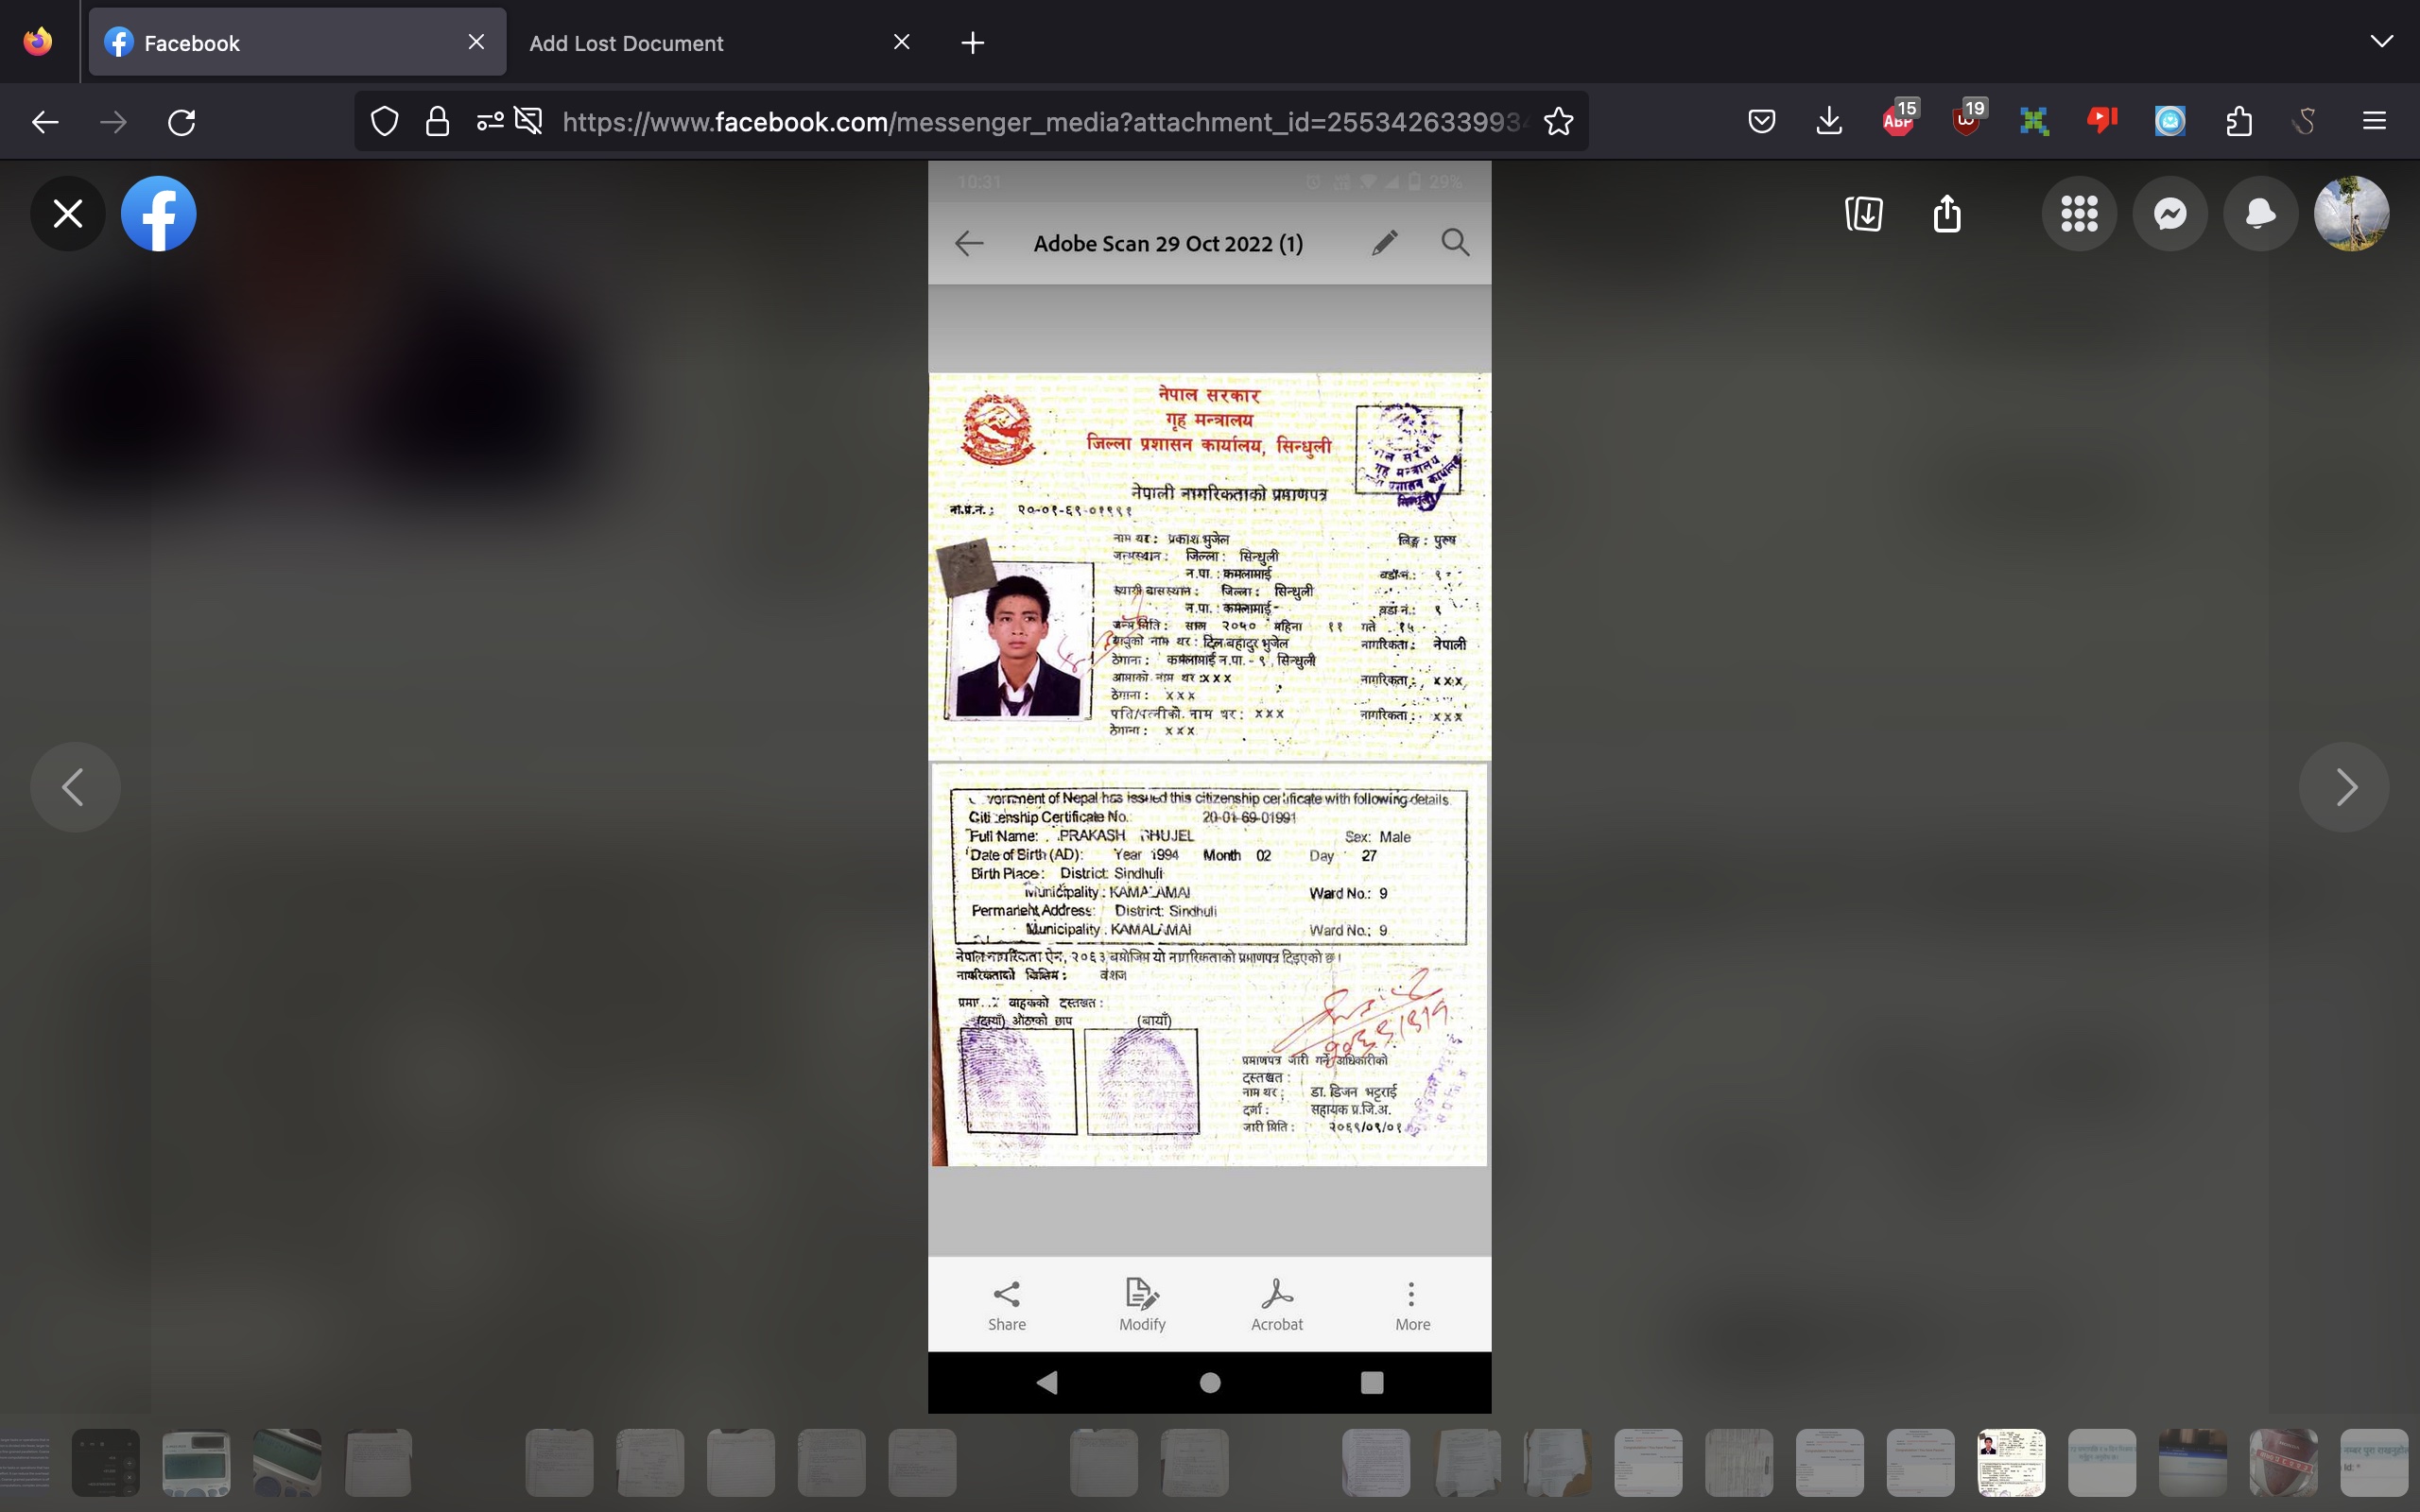 Facebook
Add Lost Document
https://www.facebook.com/messenger_media?attachment_id=2553426339934
15
19
10:31
29%
Adobe Scan 29 Oct 2022 (1)
नेपाल सरकार
गृह मन्त्रालय
जिल्ला प्रशासन कार्यालय, सिन्धुली
नेपाली नागरिकताको प्रमाणपत्र
ना.प्र.नं. : २०-०१-६९-०१९९१
नाम थर : प्रकाश भुजेल लिङ्ग : पुरुष
जन्मस्थान : जिल्ला : सिन्धुली
न.पा. : कमलामाई वडा नं. : ९
स्थायी बासस्थान : जिल्ला : सिन्धुली
न.पा. : कमलामाई वडा नं. : ९
जन्म मिति : साल २०५० महिना ११ गते १५
बाबुको नाम थर : दिल बहादुर भुजेल नागरिकता : नेपाली
ठेगाना : कमलामाई न.पा. - ९, सिन्धुली
आमाको नाम थर : x x x नागरिकता : x x x
ठेगाना : x x x
पति/पत्नीको नाम थर : x x x नागरिकता : x x x
ठेगाना : x x x
vernment of Nepal has issued this citizenship certificate with following details.
Citizenship Certificate No.: 20-01-69-01991
Full Name: PRAKASH BHUJEL Sex: Male
Date of Birth (AD): Year 1994 Month 02 Day 27
Birth Place: District: Sindhuli
Municipality: KAMALAMAI Ward No.: 9
Permanent Address: District: Sindhuli
Municipality: KAMALAMAI Ward No.: 9
नेपाल नागरिकता ऐन, २०६३ बमोजिम यो नागरिकताको प्रमाणपत्र दिइएको छ।
नागरिकताको किसिम : वंशज
वाहकको दस्तखत :
(दायाँ) औंठाको छाप (बायाँ)
प्रमाणपत्र जारी गर्ने अधिकारीको
दस्तखत :
नाम थर : डा. डिजन भट्टराई
दर्जा : सहायक प्र.जि.अ.
जारी मिति : २०६९/०९/०१
Share Modify Acrobat More